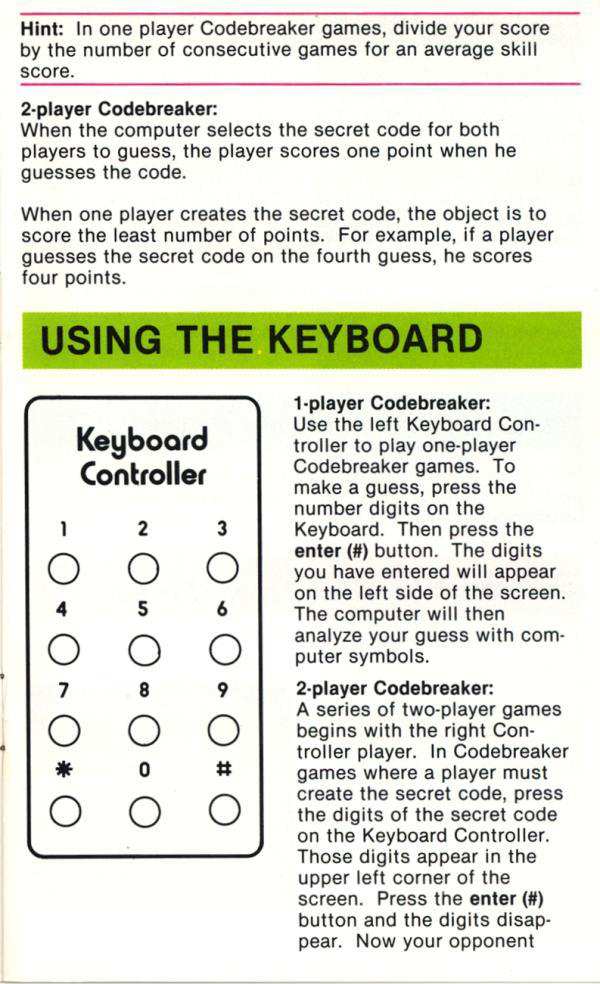 Hint: In one player Codebreaker games, divide your score
by the number of consecutive games for an average skill
score.
2-player Codebreaker:
When the computer selects the secret code for both
players to guess, the player scores one point when he
guesses the code.
When one player creates the secret code, the object is to
score the least number of points. For example, if a player
guesses the secret code on the fourth guess, he scores
four points.
USING THE KEYBOARD
Keyboard
Controller
1 2 3
4 5 6
7 8 9
* 0 #
1-player Codebreaker:
Use the left Keyboard Con-
troller to play one-player
Codebreaker games. To
make a guess, press the
number digits on the
Keyboard. Then press the
enter (#) button. The digits
you have entered will appear
on the left side of the screen.
The computer will then
analyze your guess with com-
puter symbols.
2-player Codebreaker:
A series of two-player games
begins with the right Con-
troller player. In Codebreaker
games where a player must
create the secret code, press
the digits of the secret code
on the Keyboard Controller.
Those digits appear in the
upper left corner of the
screen. Press the enter (#)
button and the digits disap-
pear. Now your opponent